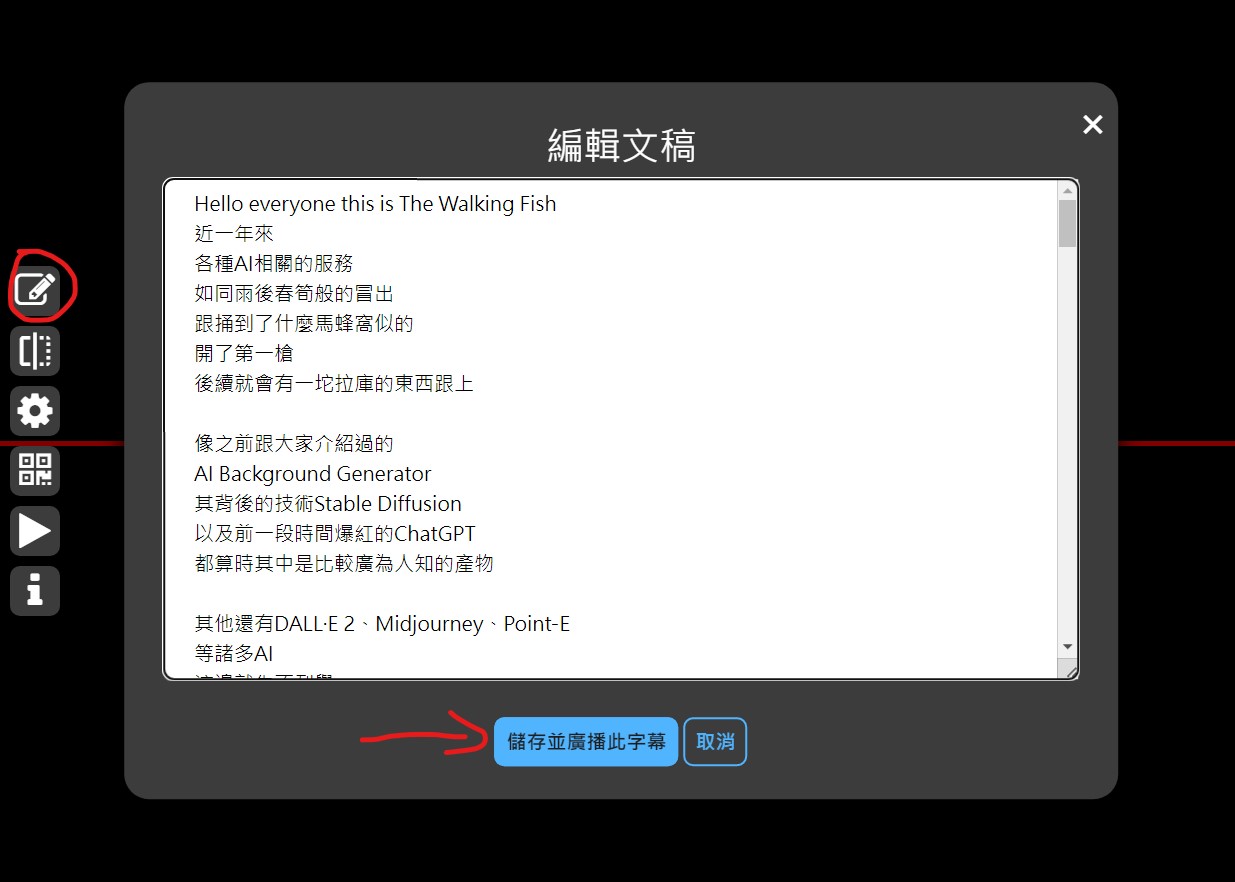 編輯文稿
Hello everyone this is The Walking Fish
近一年來
各種AI相關的服務
如同雨後春筍般的冒出
跟捅到了什麼馬蜂窩似的
開了第一槍
後續就會有一坨拉庫的東西跟上
像之前跟大家介紹過的
AI Background Generator
其背後的技術Stable Diffusion
以及前一段時間爆紅的ChatGPT
都算時其中是比較廣為人知的產物
其他還有DALL·E 2、Midjourney、Point-E
等諸多AI
儲存並廣播此字幕
取消